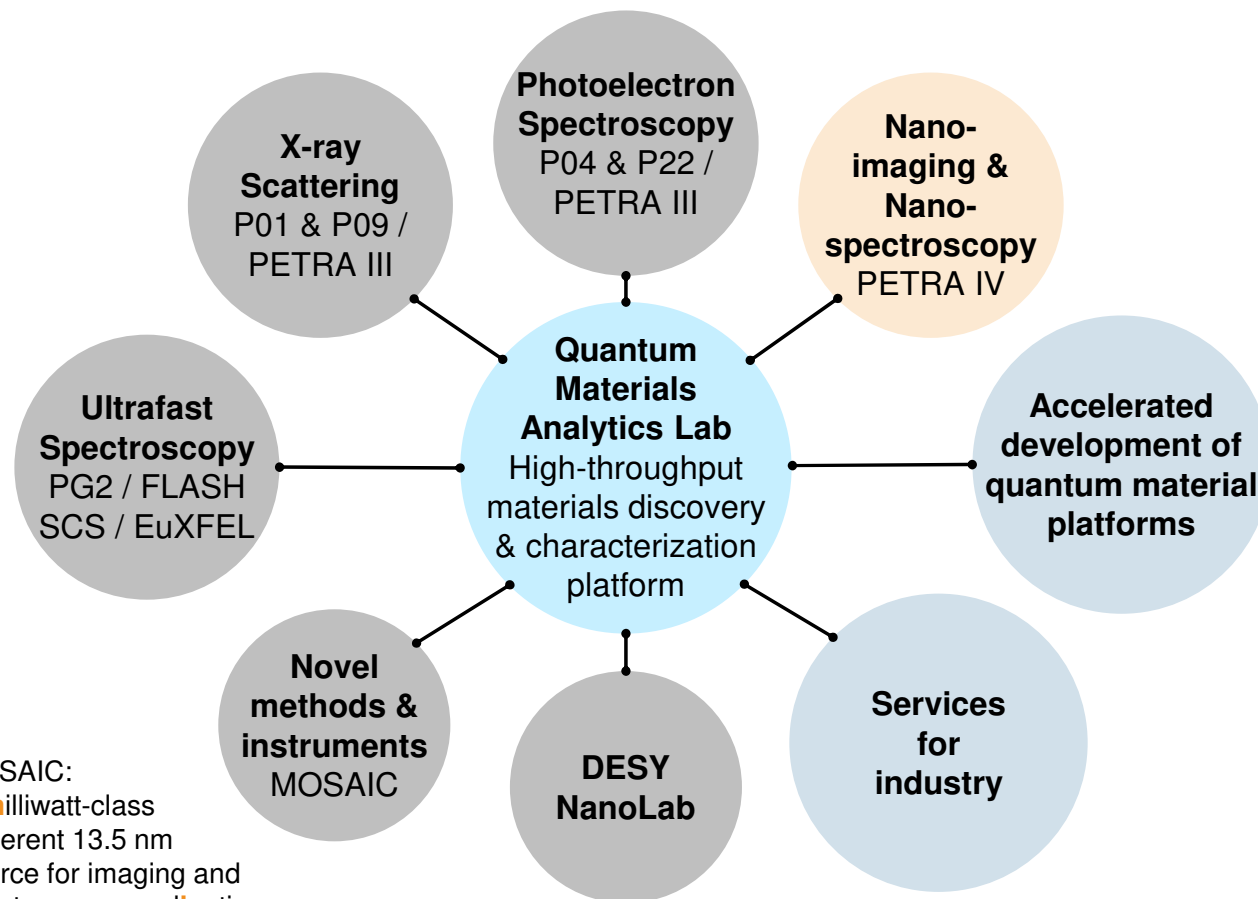 Photoelectron
Spectroscopy
P04 & P22 /
PETRA III
X-ray
Scattering
P01 & P09 /
PETRA III
Nano-
imaging &
Nano-
spectroscopy
PETRA IV
Ultrafast
Spectroscopy
PG2 / FLASH
SCS / EuXFEL
Quantum
Materials
Analytics Lab
High-throughput
materials discovery
& characterization
platform
Accelerated
development of
quantum material
platforms
Novel
methods &
instruments
MOSAIC
DESY
NanoLab
Services
for
industry
SAIC:
illiwatt-class
erent 13.5 nm
rce for imaging and